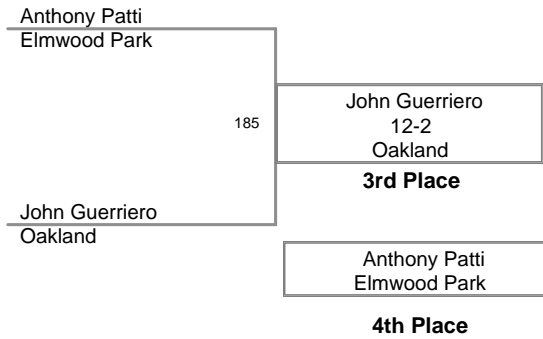 Anthony Patti
Elmwood Park
185
John Guerriero
12-2
Oakland
3rd Place
John Guerriero
Oakland
Anthony Patti
Elmwood Park
4th Place